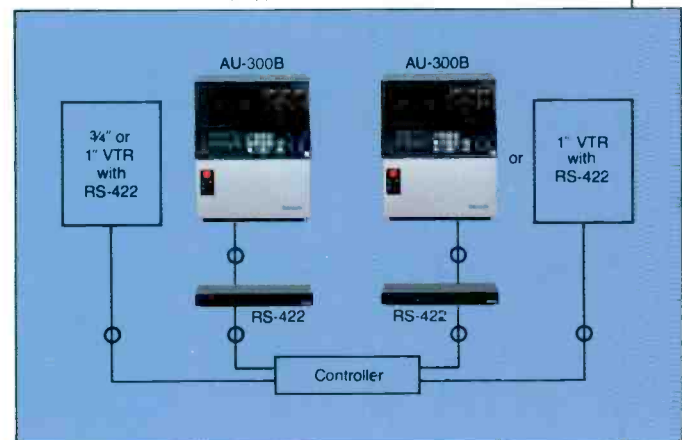 AU-300B
AU-300B
¾" or
1" VTR
with
RS-422
or
1" VTR
with
RS-422
RS-422
RS-422
Controller